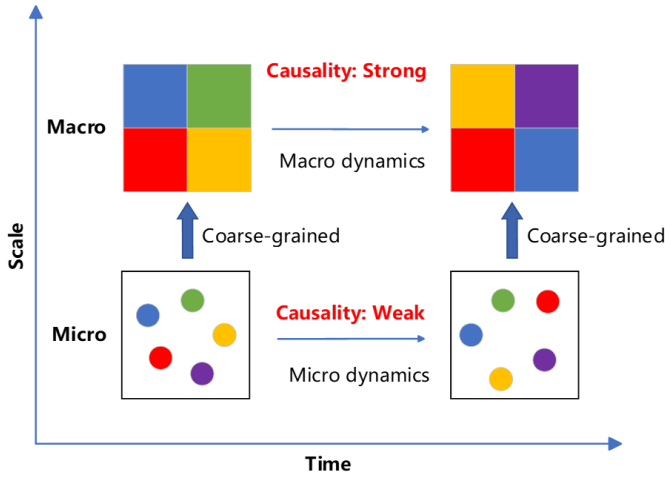 Causality: Strong
Macro
Macro dynamics
Coarse-grained
Coarse-grained
Scale
Causality: Weak
Micro
Micro dynamics
Time